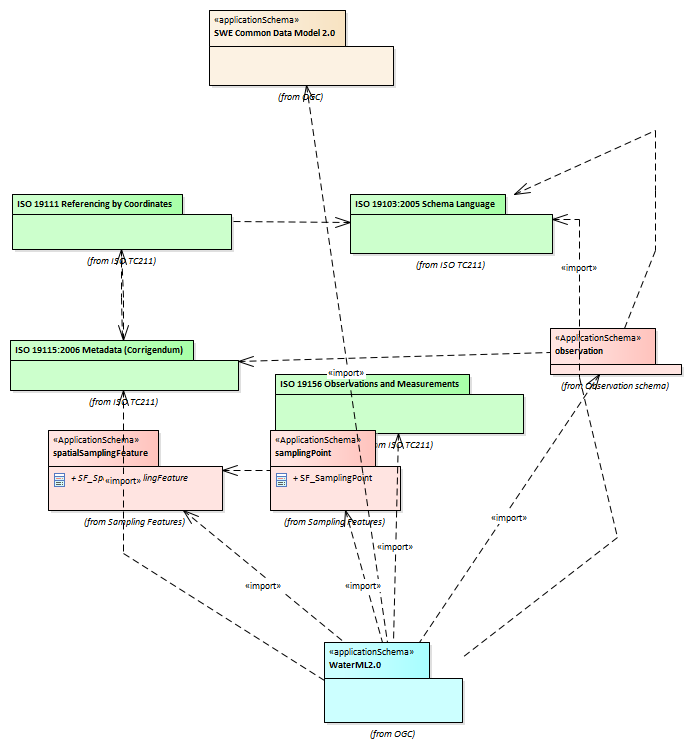 «applicationSchema»
SWE Common Data Model 2.0
(from OGC)
ISO 19111 Referencing by Coordinates
(from ISO TC211)
ISO 19103:2005 Schema Language
(from ISO TC211)
«import»
ISO 19115:2006 Metadata (Corrigendum)
(from ISO TC211)
«ApplicationSchema»
observation
(from Observation schema)
«import»
ISO 19156 Observations and Measurements
ISO TC211)
«ApplicationSchema»
spatialSamplingFeature
+ SF_Sp
lingFeature
«import»
(from Sampling Features)
«ApplicationSchema»
samplingPoint
+ SF_SamplingPoint
(from Sampling Features)
«import»
«import»
«import»
«import»
«applicationSchema»
WaterML2.0
(from OGC)